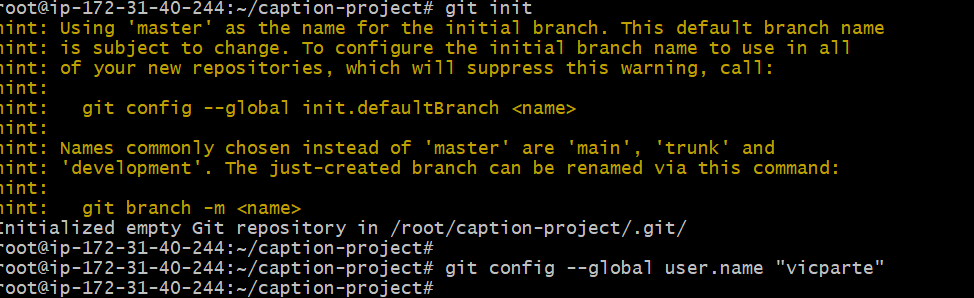 root@ip-172-31-40-244:~/caption-project# git init
hint: Using 'master' as the name for the initial branch. This default branch name
hint: is subject to change. To configure the initial branch name to use in all
hint: of your new repositories, which will suppress this warning, call:
hint:
hint:   git config --global init.defaultBranch <name>
hint:
hint: Names commonly chosen instead of 'master' are 'main', 'trunk' and
hint: 'development'. The just-created branch can be renamed via this command:
hint:
hint:   git branch -m <name>
Initialized empty Git repository in /root/caption-project/.git/
root@ip-172-31-40-244:~/caption-project#
root@ip-172-31-40-244:~/caption-project# git config --global user.name "vicparte"
root@ip-172-31-40-244:~/caption-project#